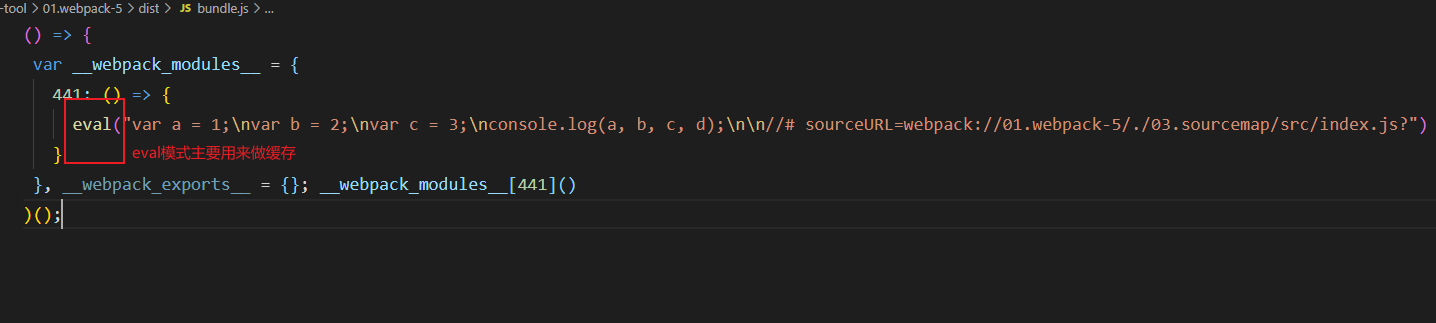 -tool > 01.webpack-5 > dist > JS bundle.js > ...
() => {
var __webpack_modules__ = {
441: () => {
eval("var a = 1;\nvar b = 2;\nvar c = 3;\nconsole.log(a, b, c, d);\n\n//# sourceURL=webpack://01.webpack-5/./03.sourcemap/src/index.js?")
} eval模式主要用来做缓存
}, __webpack_exports__ = {}; __webpack_modules__[441]()
)();